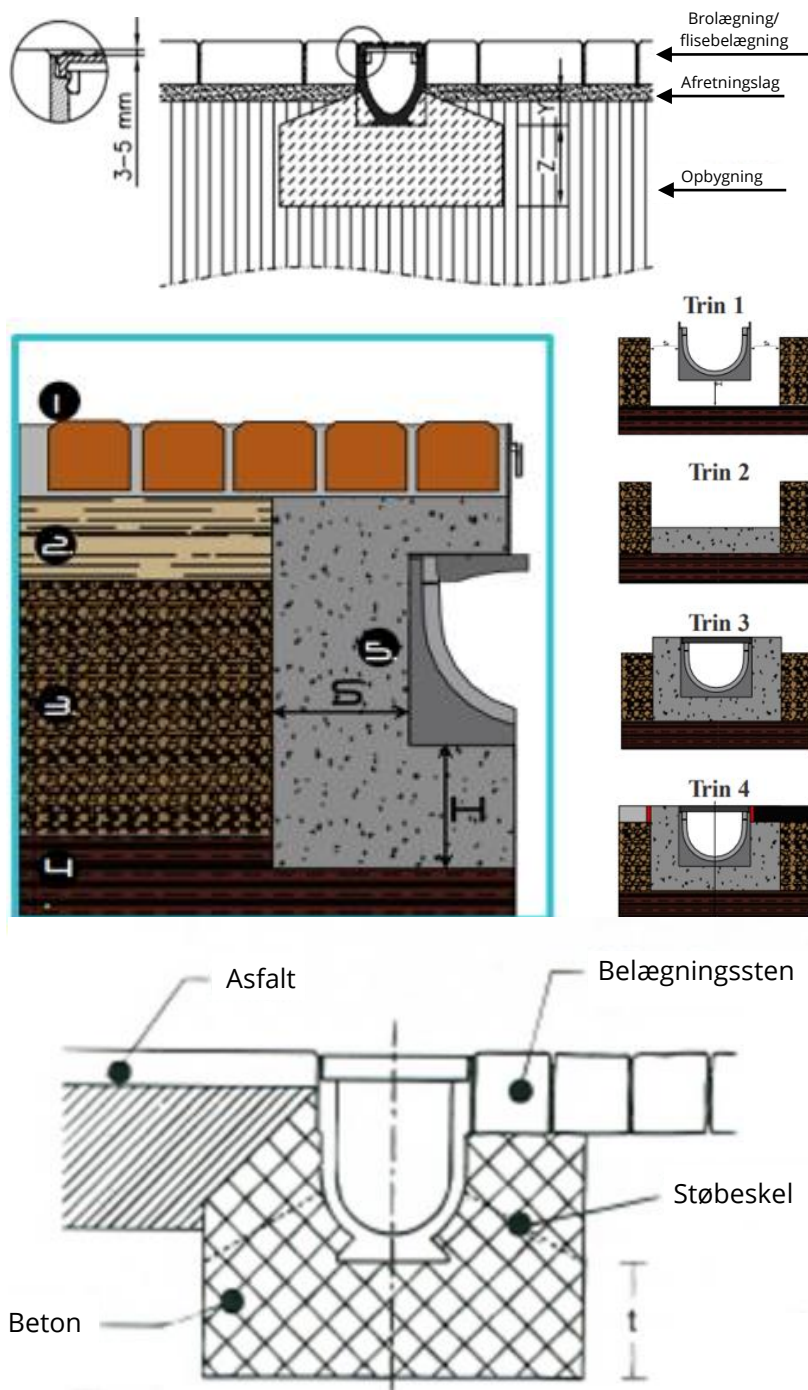 Brolægning/
flisebelægning
Afretningslag
3-5 mm
Y
Z
Opbygning
Trin 1
S
S
H
Trin 2
Trin 3
Trin 4
1
2
3
4
5
S
H
Asfalt
Belægningssten
Støbeskel
Beton
t